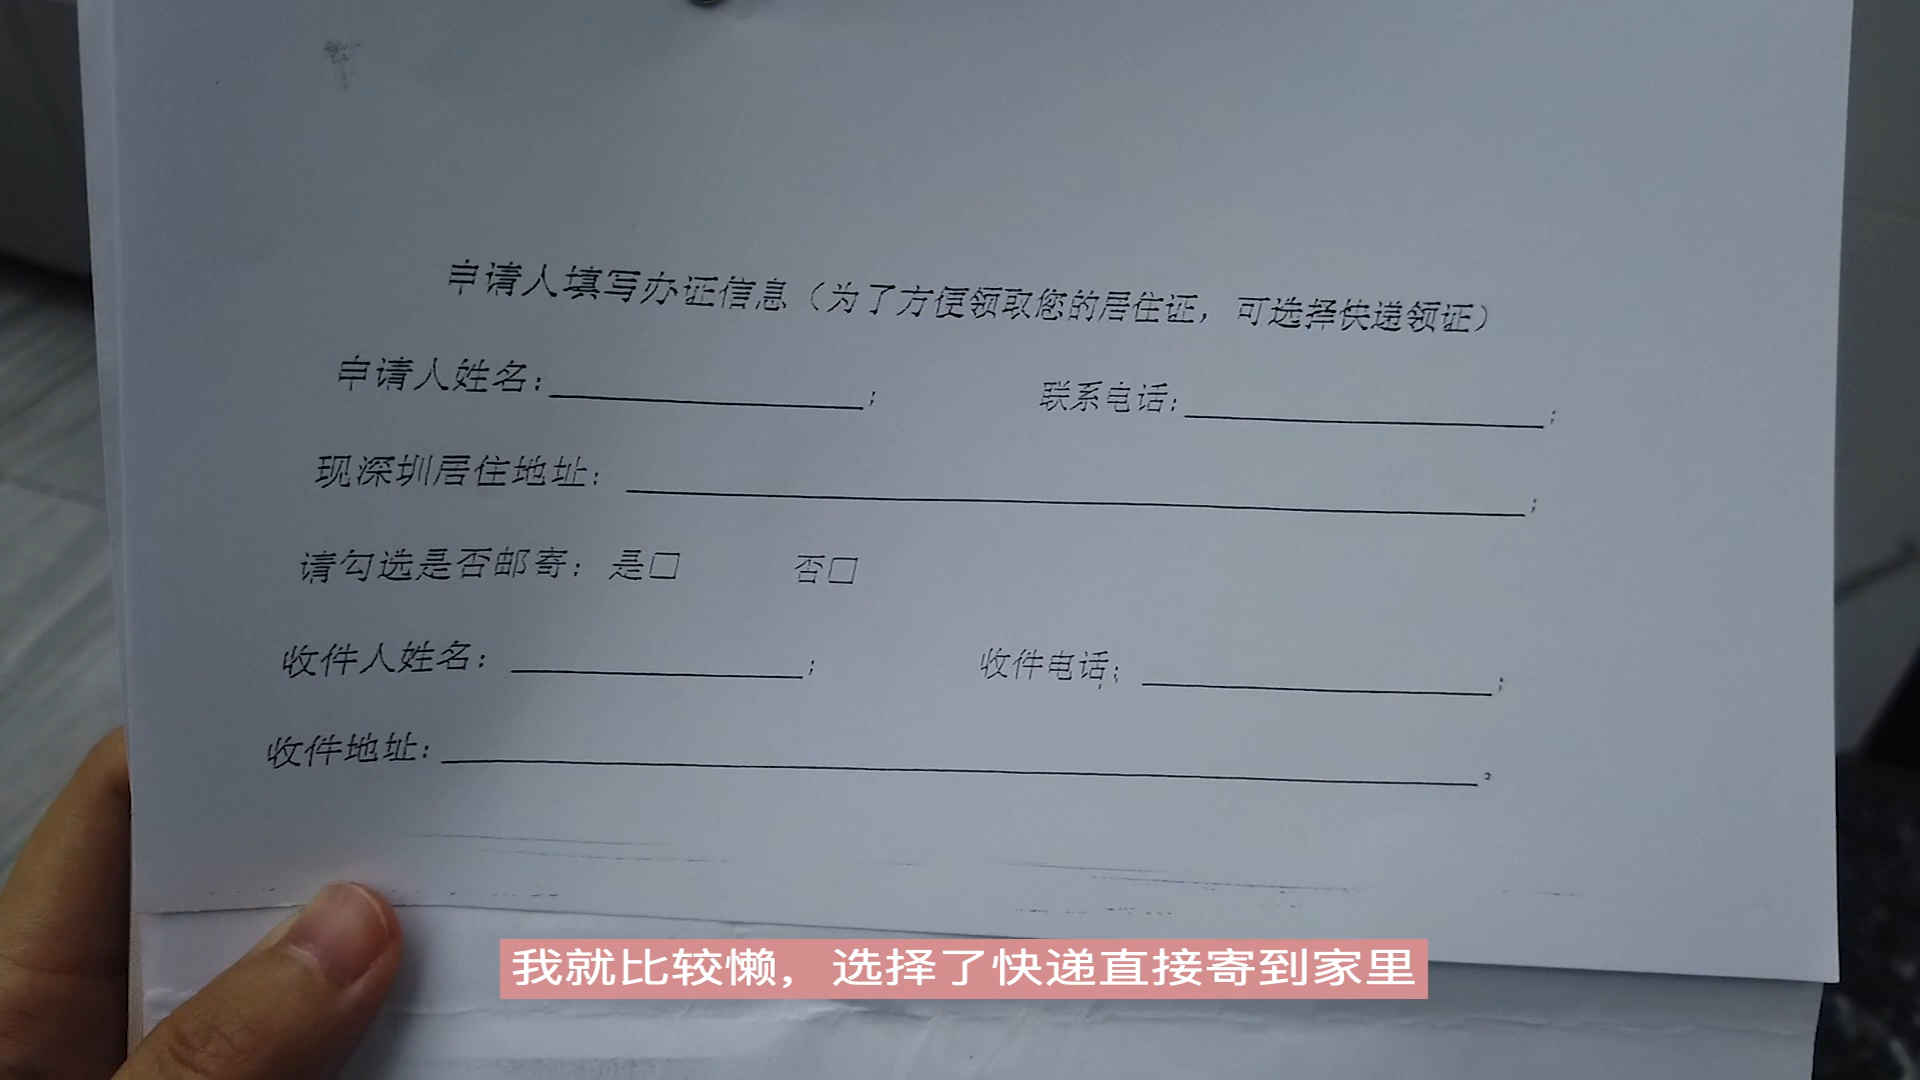 申请人填写办证信息（为了方便领取您的居住证，可选择快递领证）
申请人姓名：; 联系电话：;
现深圳居住地址：;
请勾选是否邮寄：是□ 否□
收件人姓名：; 收件电话：;
收件地址：。
我就比较懒，选择了快递直接寄到家里